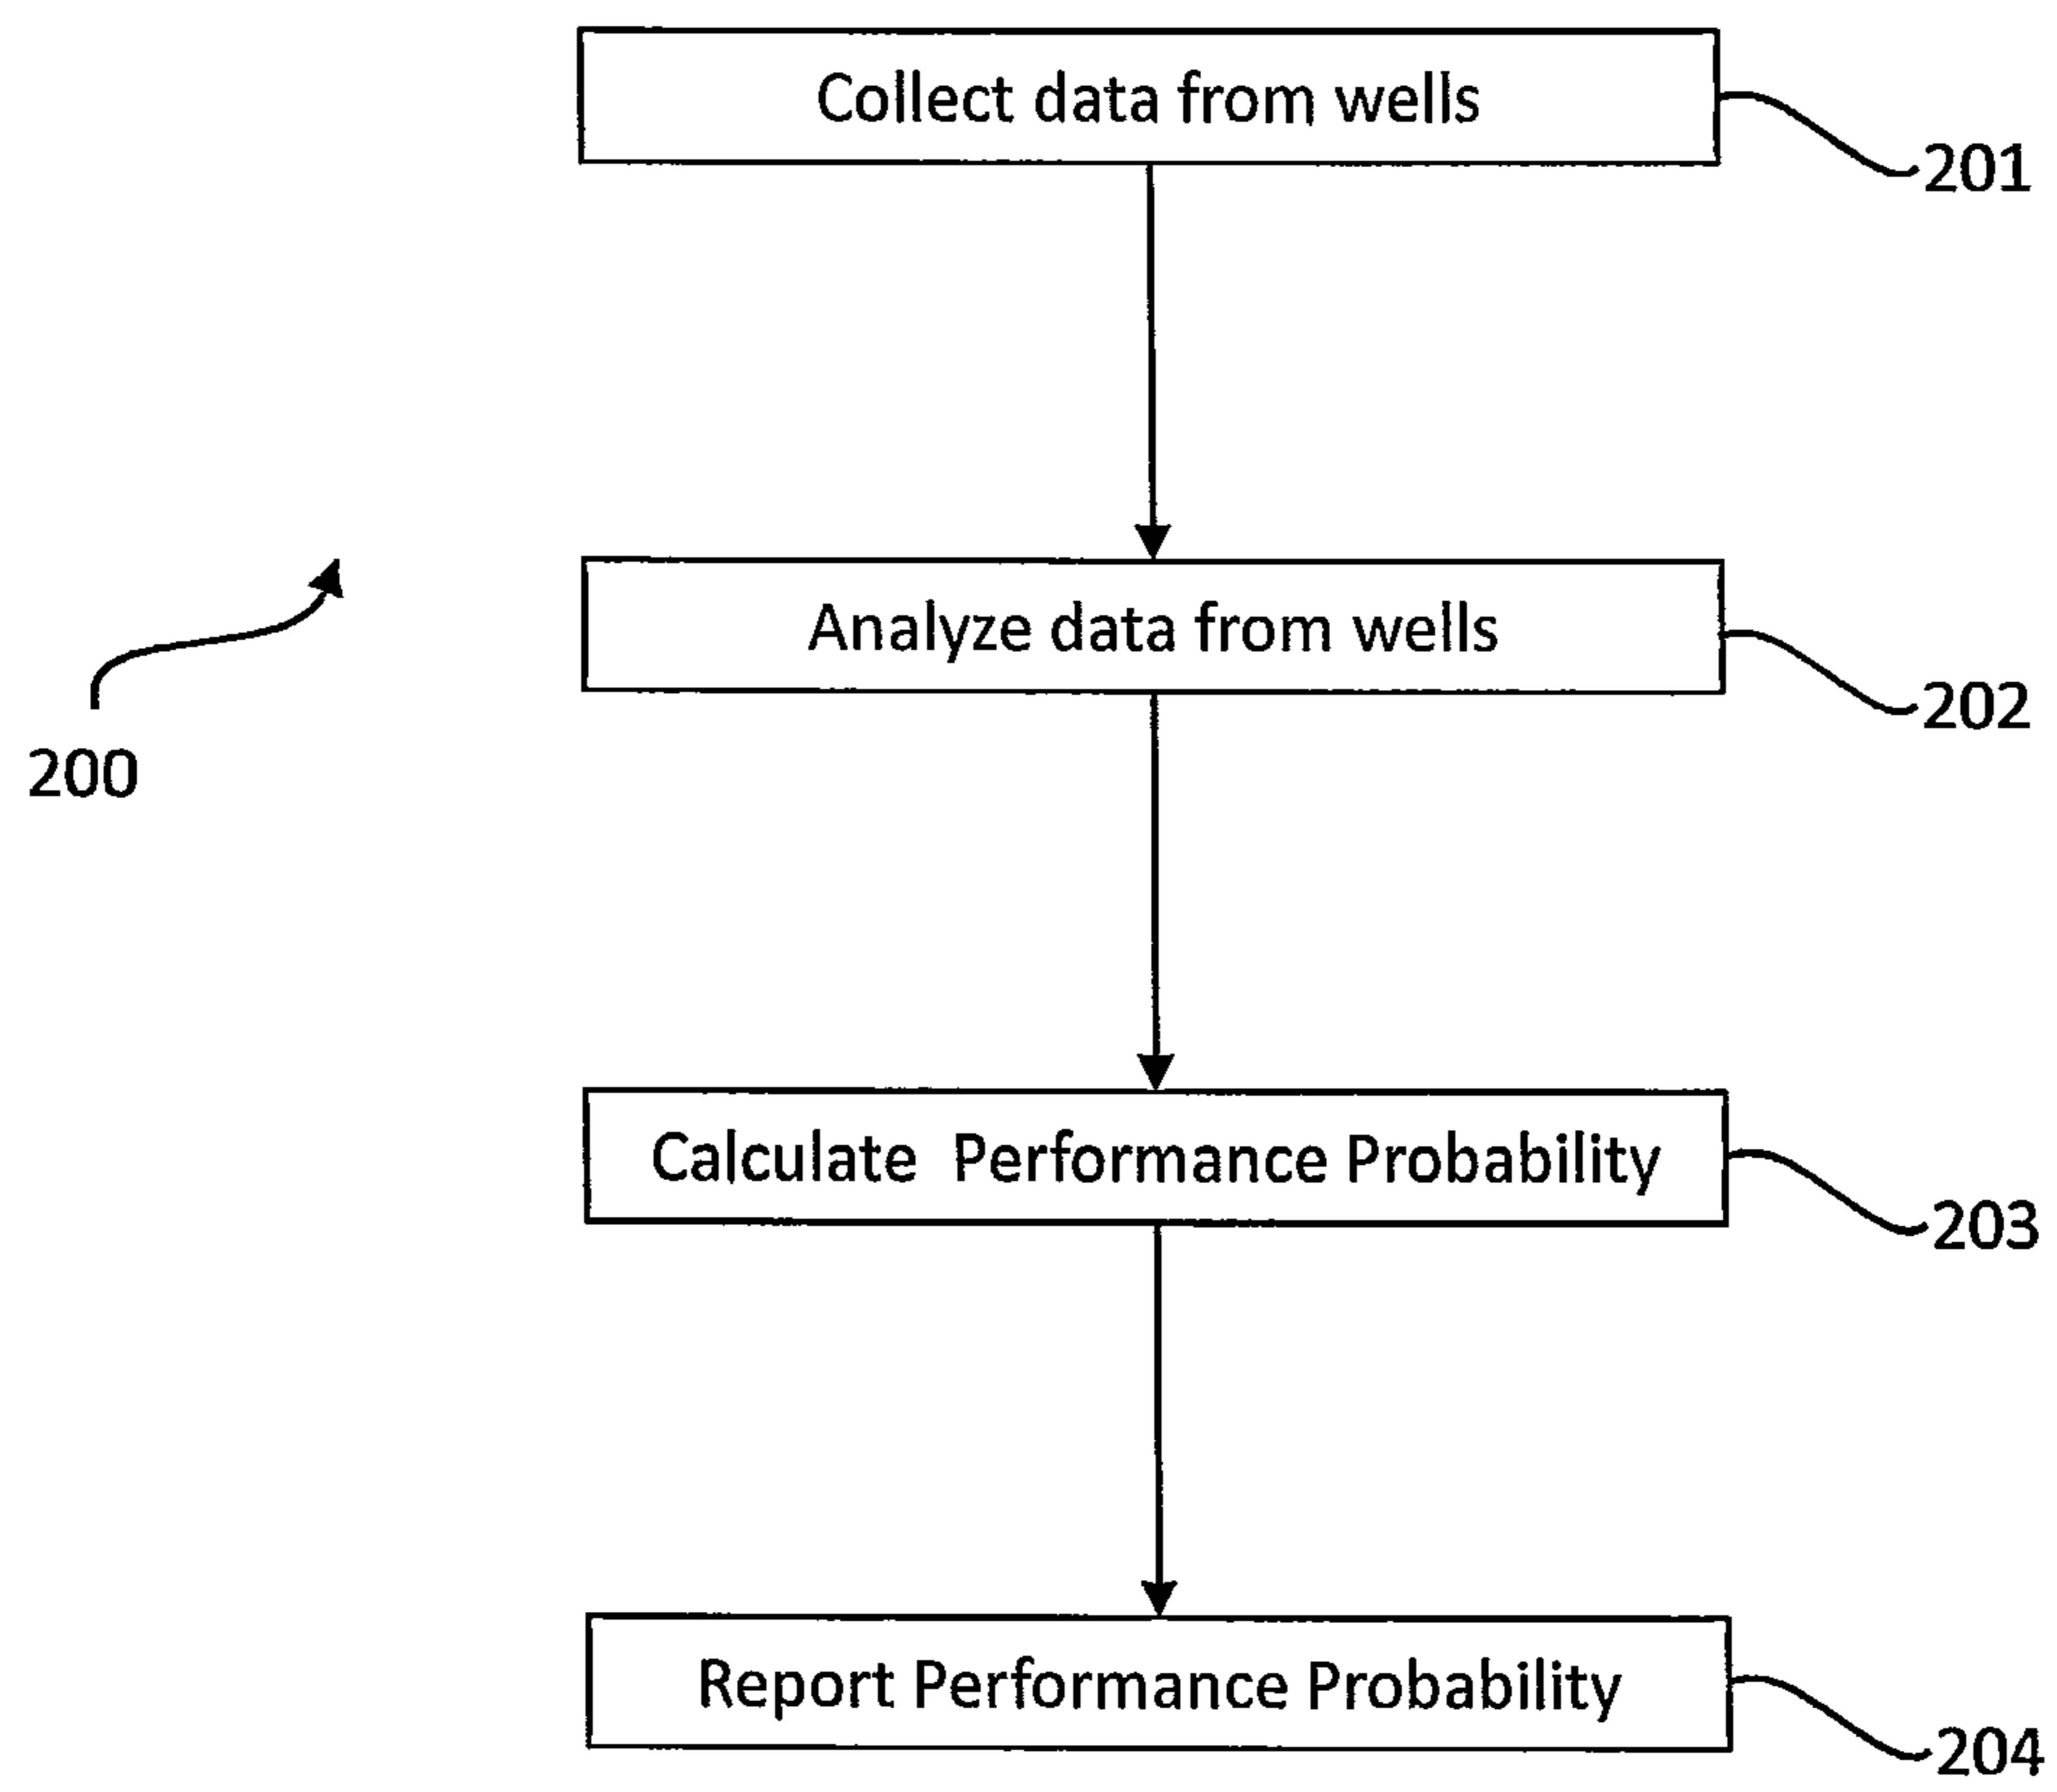 Collect data from wells
201
Analyze data from wells
202
200
Calculate Performance Probability
203
Report Performance Probability
204